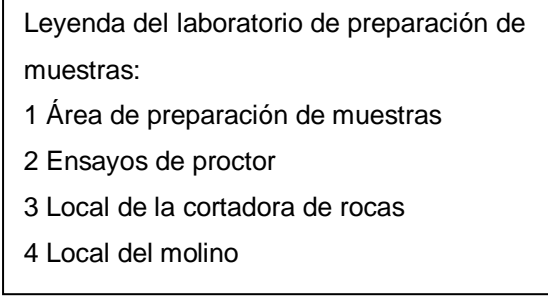 Leyenda del laboratorio de preparación de
muestras:
1 Área de preparación de muestras
2 Ensayos de proctor
3 Local de la cortadora de rocas
4 Local del molino